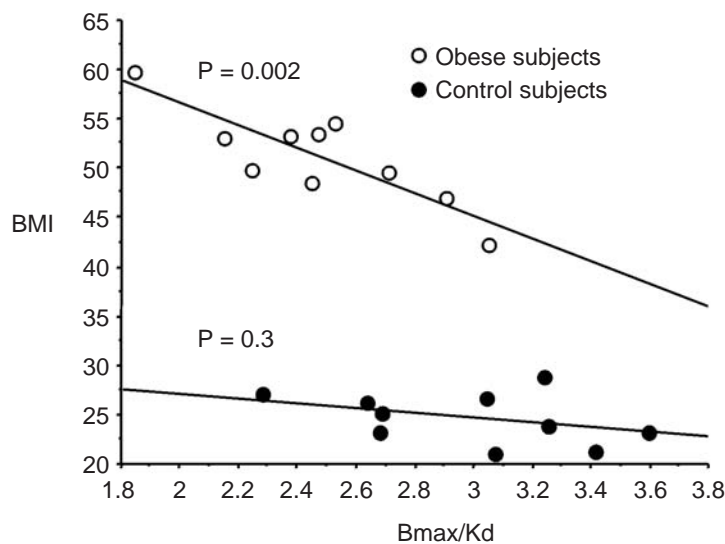 65
60
55
50
45
40
35
30
25
20
BMI
P = 0.002
Obese subjects
Control subjects
P = 0.3
1.8 2 2.2 2.4 2.6 2.8 3 3.2 3.4 3.6 3.8
Bmax/Kd